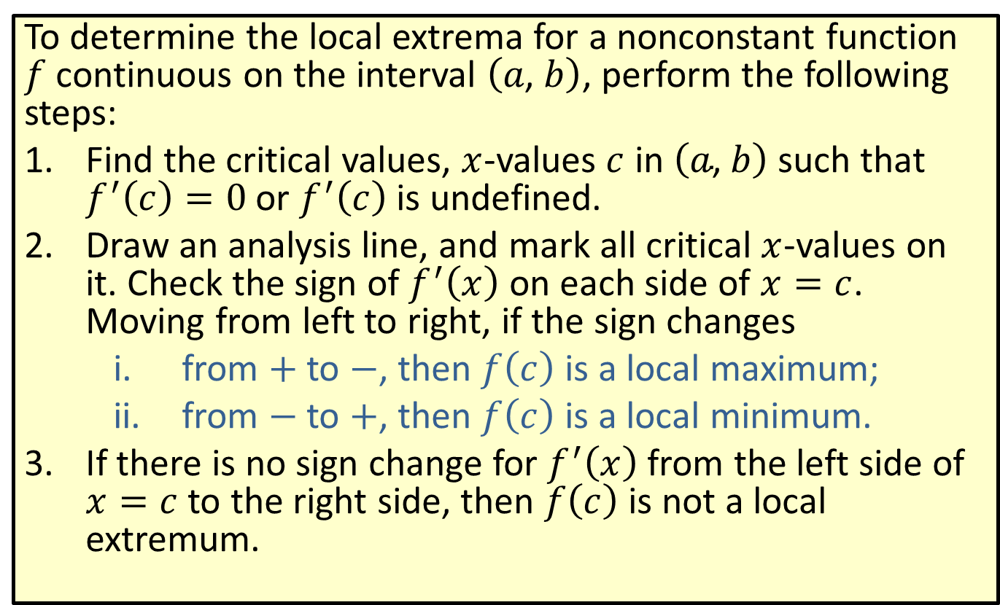 To determine the local extrema for a nonconstant function
f continuous on the interval (a, b), perform the following
steps:
1. Find the critical values, x-values c in (a, b) such that
f′(c) = 0 or f′(c) is undefined.
2. Draw an analysis line, and mark all critical x-values on
it. Check the sign of f′(x) on each side of x = c.
Moving from left to right, if the sign changes
i. from + to −, then f(c) is a local maximum;
ii. from − to +, then f(c) is a local minimum.
3. If there is no sign change for f′(x) from the left side of
x = c to the right side, then f(c) is not a local
extremum.